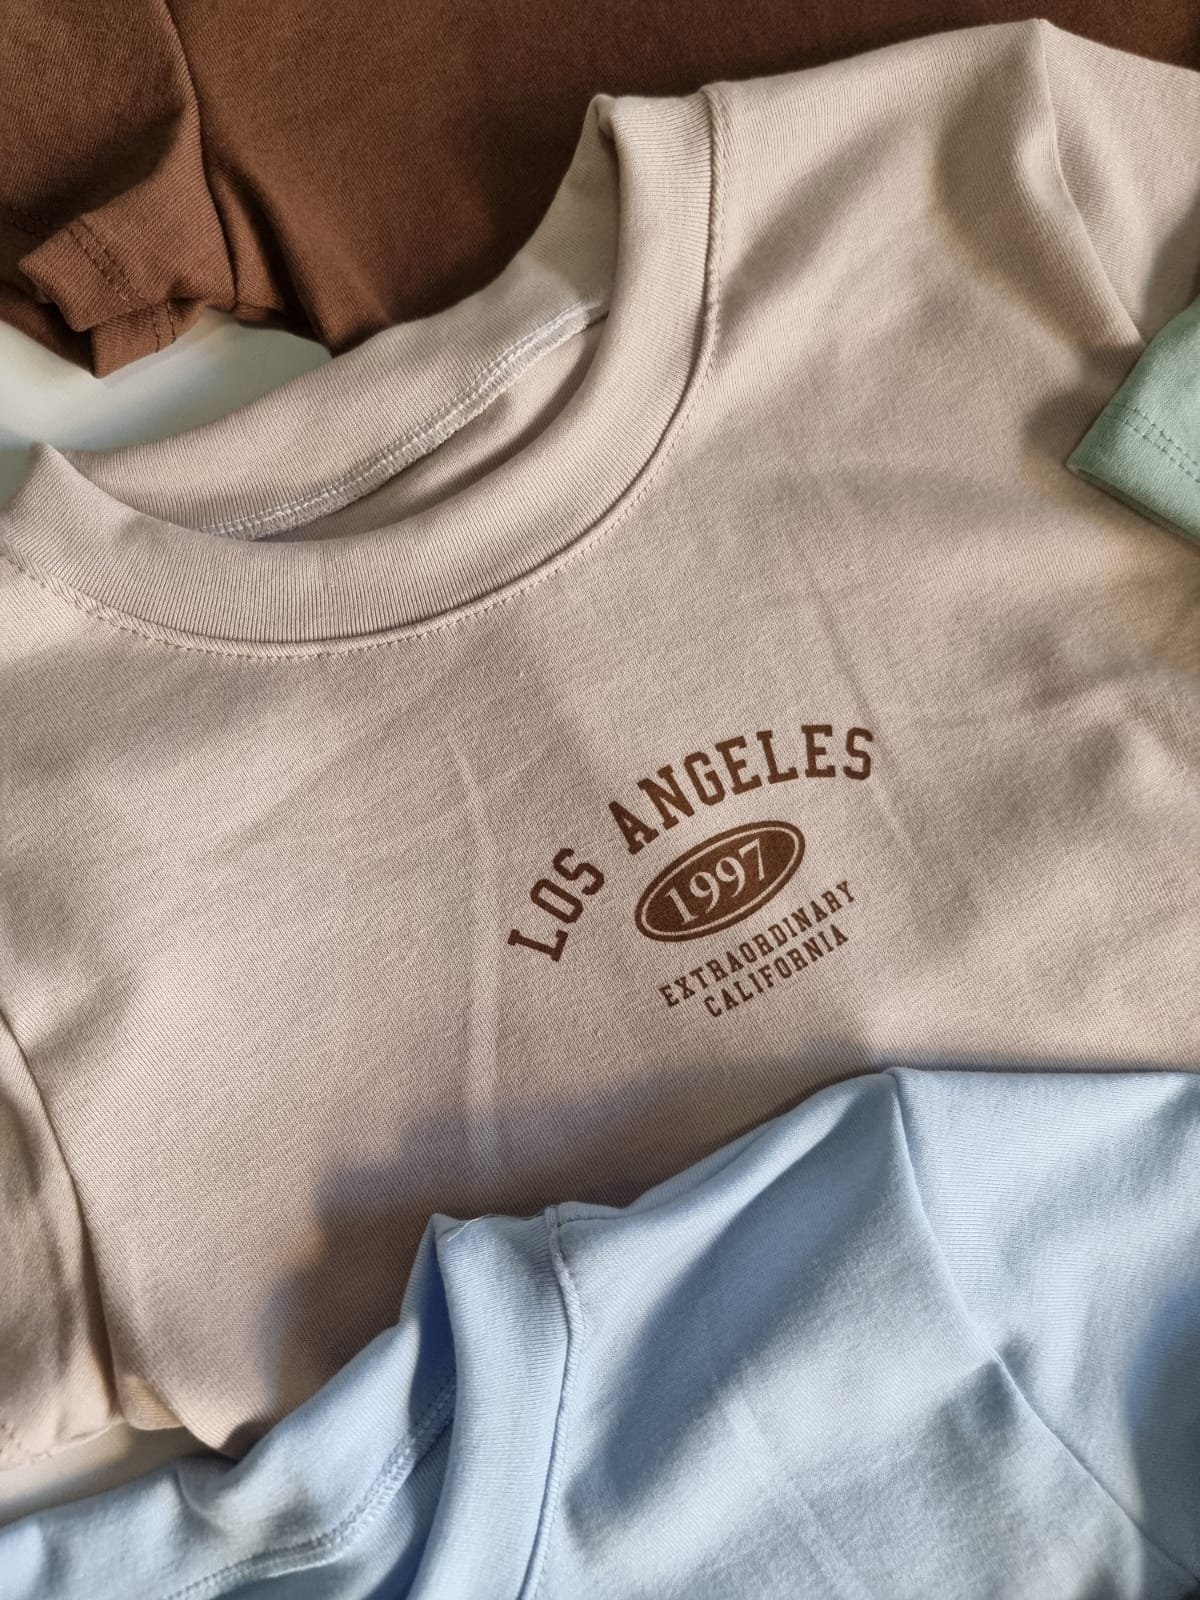 LOS ANGELES
1997
EXTRAORDINARY
CALIFORNIA